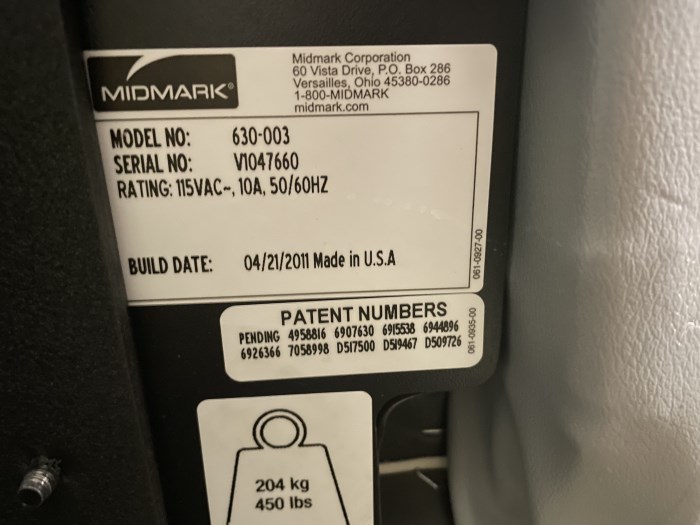 MIDMARK®
Midmark Corporation
60 Vista Drive, P.O. Box 286
Versailles, Ohio 45380-0286
1-800-MIDMARK
midmark.com
MODEL NO: 630-003
SERIAL NO: V1047660
RATING: 115VAC~, 10A, 50/60HZ
BUILD DATE: 04/21/2011 Made in U.S.A
061-0927-00
PATENT NUMBERS
PENDING 4958816 6907630 6915538 6944896
6926366 7058998 D517500 D519467 D509726
061-0935-00
204 kg
450 lbs